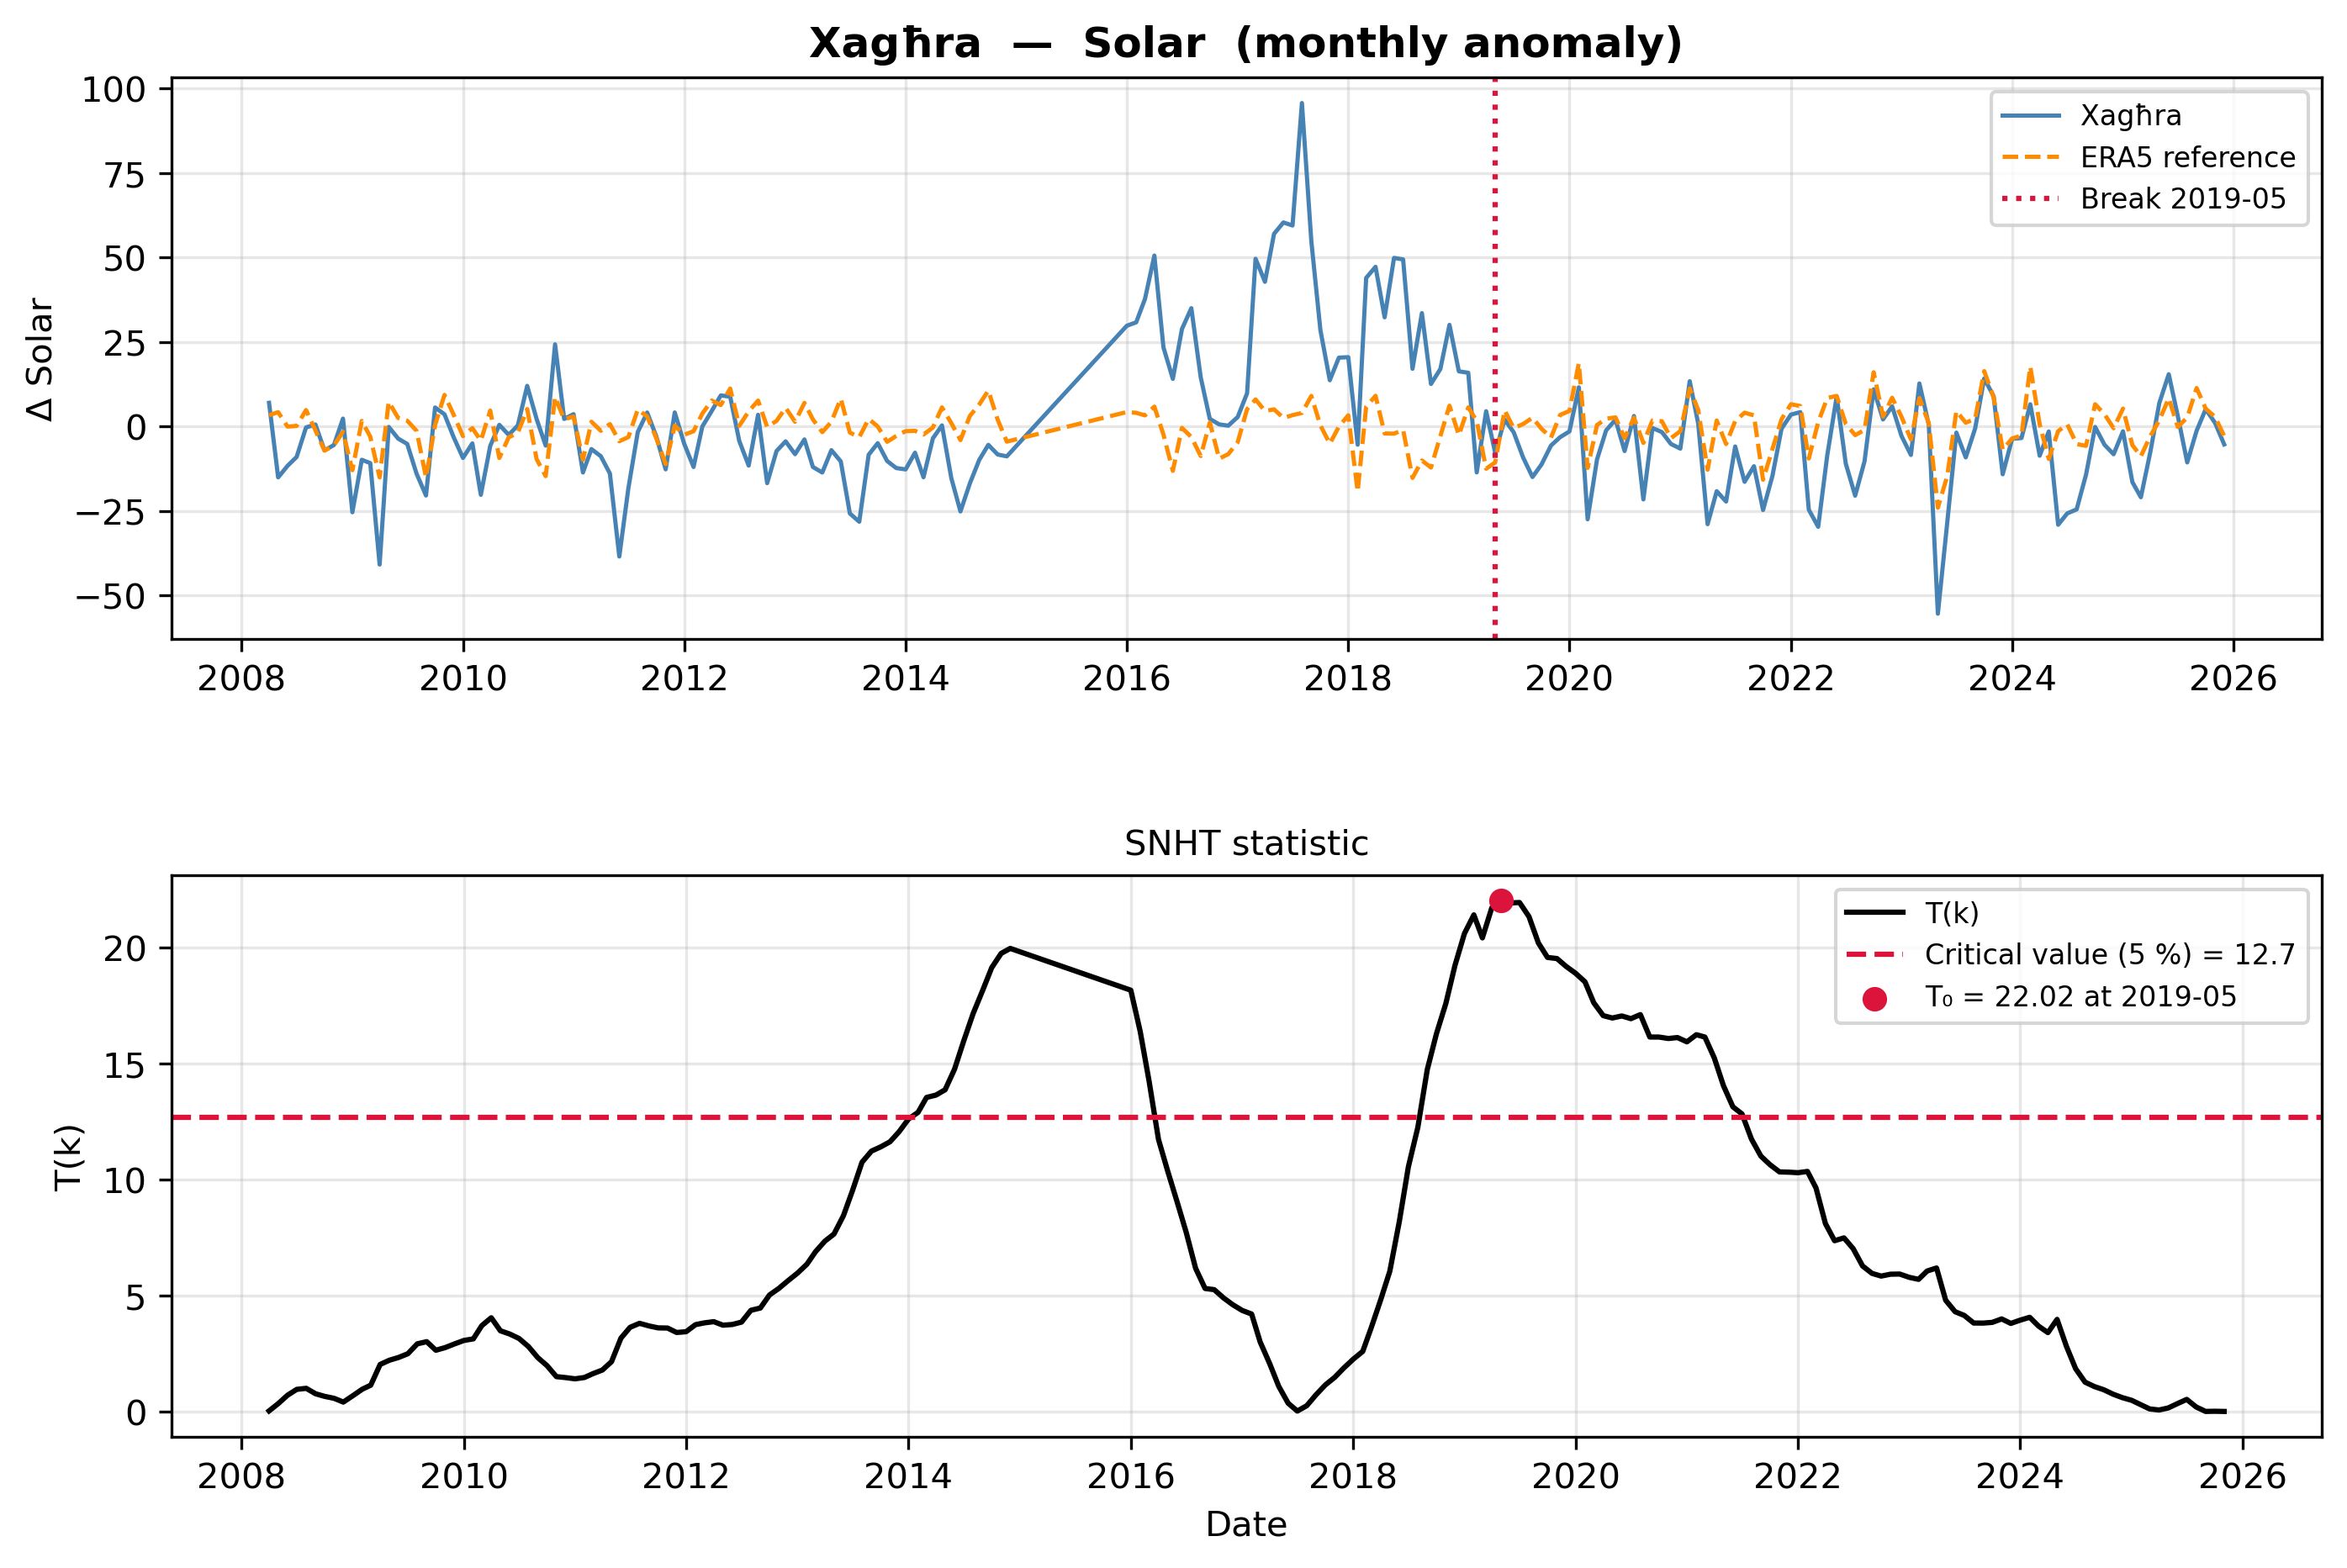 Xagħra — Solar (monthly anomaly)
100
75
50
25
0
−25
−50
Δ Solar
Xagħra
ERA5 reference
Break 2019-05
2008 2010 2012 2014 2016 2018 2020 2022 2024 2026
SNHT statistic
20
15
10
5
0
T(k)
T(k)
Critical value (5 %) = 12.7
T₀ = 22.02 at 2019-05
2008 2010 2012 2014 2016 2018 2020 2022 2024 2026
Date